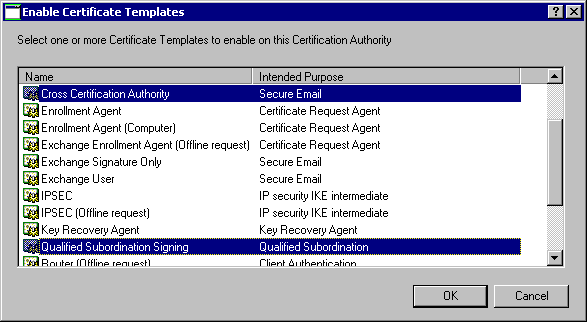 Enable Certificate Templates
Select one or more Certificate Templates to enable on this Certification Authority
Name Intended Purpose
Cross Certification Authority Secure Email
Enrollment Agent Certificate Request Agent
Enrollment Agent (Computer) Certificate Request Agent
Exchange Enrollment Agent (Offline request) Certificate Request Agent
Exchange Signature Only Secure Email
Exchange User Secure Email
IPSEC IP security IKE intermediate
IPSEC (Offline request) IP security IKE intermediate
Key Recovery Agent Key Recovery Agent
Qualified Subordination Signing Qualified Subordination
Router (Offline request) Client Authentication
OK Cancel